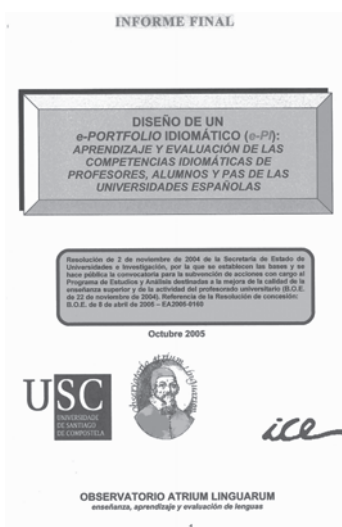 INFORME FINAL
DISEÑO DE UN
e-PORTFOLIO IDIOMÁTICO (e-PI):
APRENDIZAJE Y EVALUACIÓN DE LAS
COMPETENCIAS IDIOMÁTICAS DE
PROFESORES, ALUMNOS Y PAS DE LAS
UNIVERSIDADES ESPAÑOLAS
Resolución de 2 de noviembre de 2004 de la Secretaría de Estado de
Universidades e Investigación, por la que se establecen las bases y se
hace pública la convocatoria para la subvención de acciones con cargo al
Programa de Estudios y Análisis destinadas a la mejora de la calidad de la
enseñanza superior y de la actividad del profesorado universitario (B.O.E.
de 22 de noviembre de 2004). Referencia de la Resolución de concesión:
B.O.E. de 8 de abril de
Octubre 2005
observatorio atrium linguarum
USC
UNIVERSIDADE
DE SANTIAGO
DE COMPOSTELA
ice
OBSERVATORIO ATRIUM LINGUARUM
enseñanza, aprendizaje y evaluación de lenguas